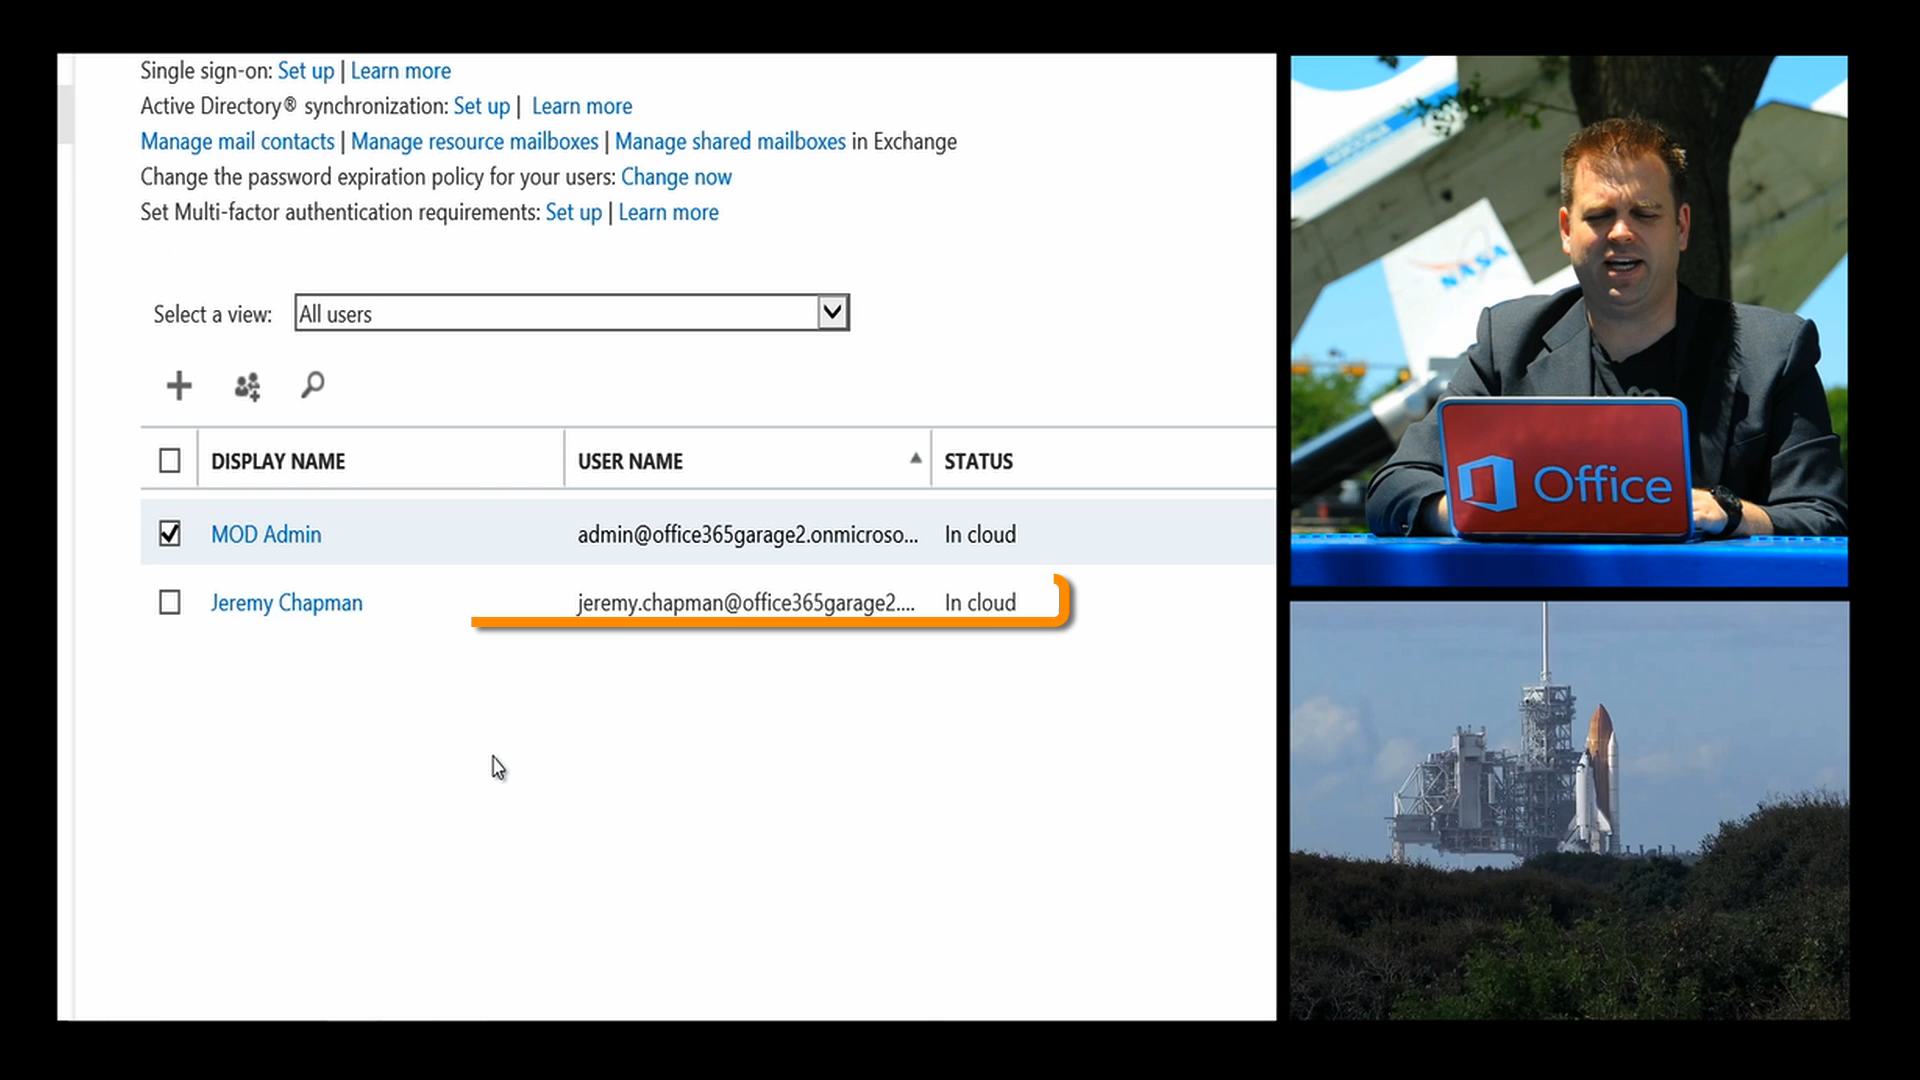 Single sign-on: Set up | Learn more
Active Directory® synchronization: Set up | Learn more
Manage mail contacts | Manage resource mailboxes | Manage shared mailboxes in Exchange
Change the password expiration policy for your users: Change now
Set Multi-factor authentication requirements: Set up | Learn more
Select a view: All users
DISPLAY NAME USER NAME STATUS
MOD Admin admin@office365garage2.onmicroso... In cloud
Jeremy Chapman jeremy.chapman@office365garage2.... In cloud
NASA
Office